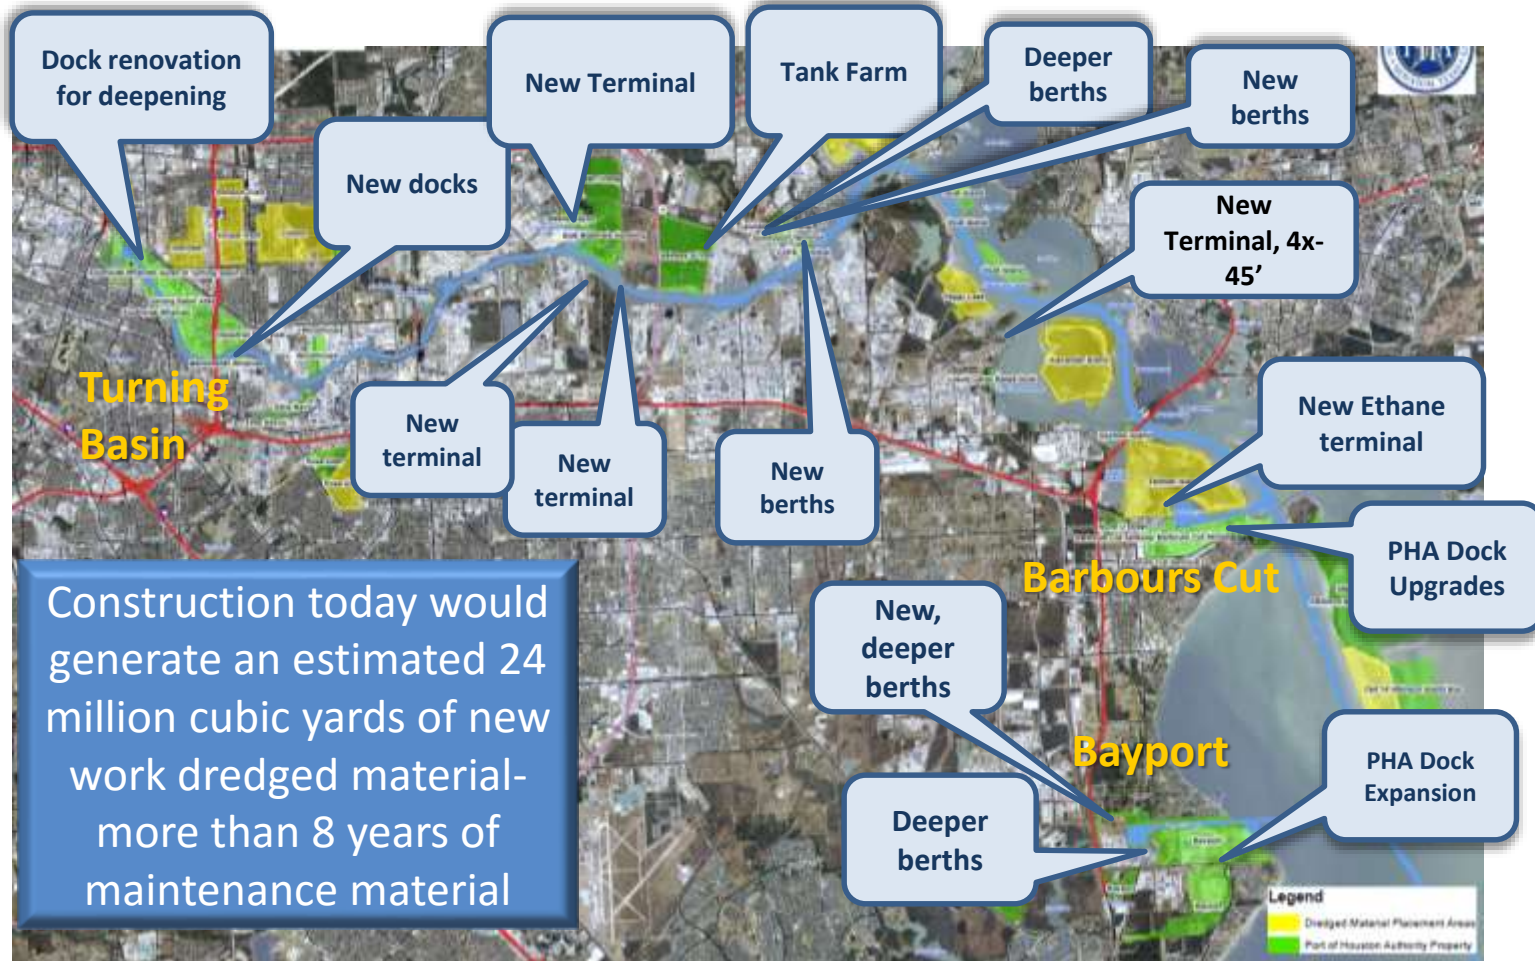 Dock renovation
for deepening
New docks
New Terminal
Tank Farm
Deeper
berths
New
berths
New
Terminal, 4x-
45’
New
terminal
New
terminal
New
berths
New Ethane
terminal
PHA Dock
Upgrades
Turning
Basin
Barbours Cut
New,
deeper
berths
Bayport
Deeper
berths
PHA Dock
Expansion
Construction today would
generate an estimated 24
million cubic yards of new
work dredged material-
more than 8 years of
maintenance material
Bayport
Legend
Dredged Material Placement Areas
Port of Houston Authority Property